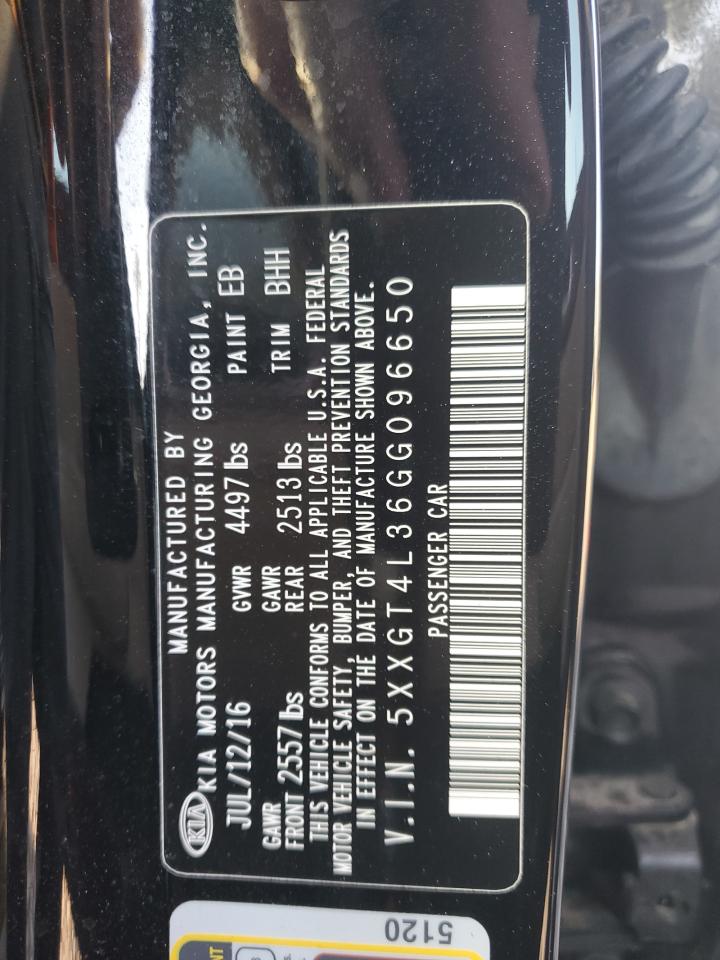 MANUFACTURED BY
KIA KIA MOTORS MANUFACTURING GEORGIA, INC.
JUL/12/16 GVWR 4497 lbs PAINT EB
GAWR FRONT 2557 lbs GAWR REAR 2513 lbs TRIM BHH
THIS VEHICLE CONFORMS TO ALL APPLICABLE U.S.A. FEDERAL
MOTOR VEHICLE SAFETY, BUMPER, AND THEFT PREVENTION STANDARDS
IN EFFECT ON THE DATE OF MANUFACTURE SHOWN ABOVE.
V.I.N. 5XXGT4L36GG096650
PASSENGER CAR
5120